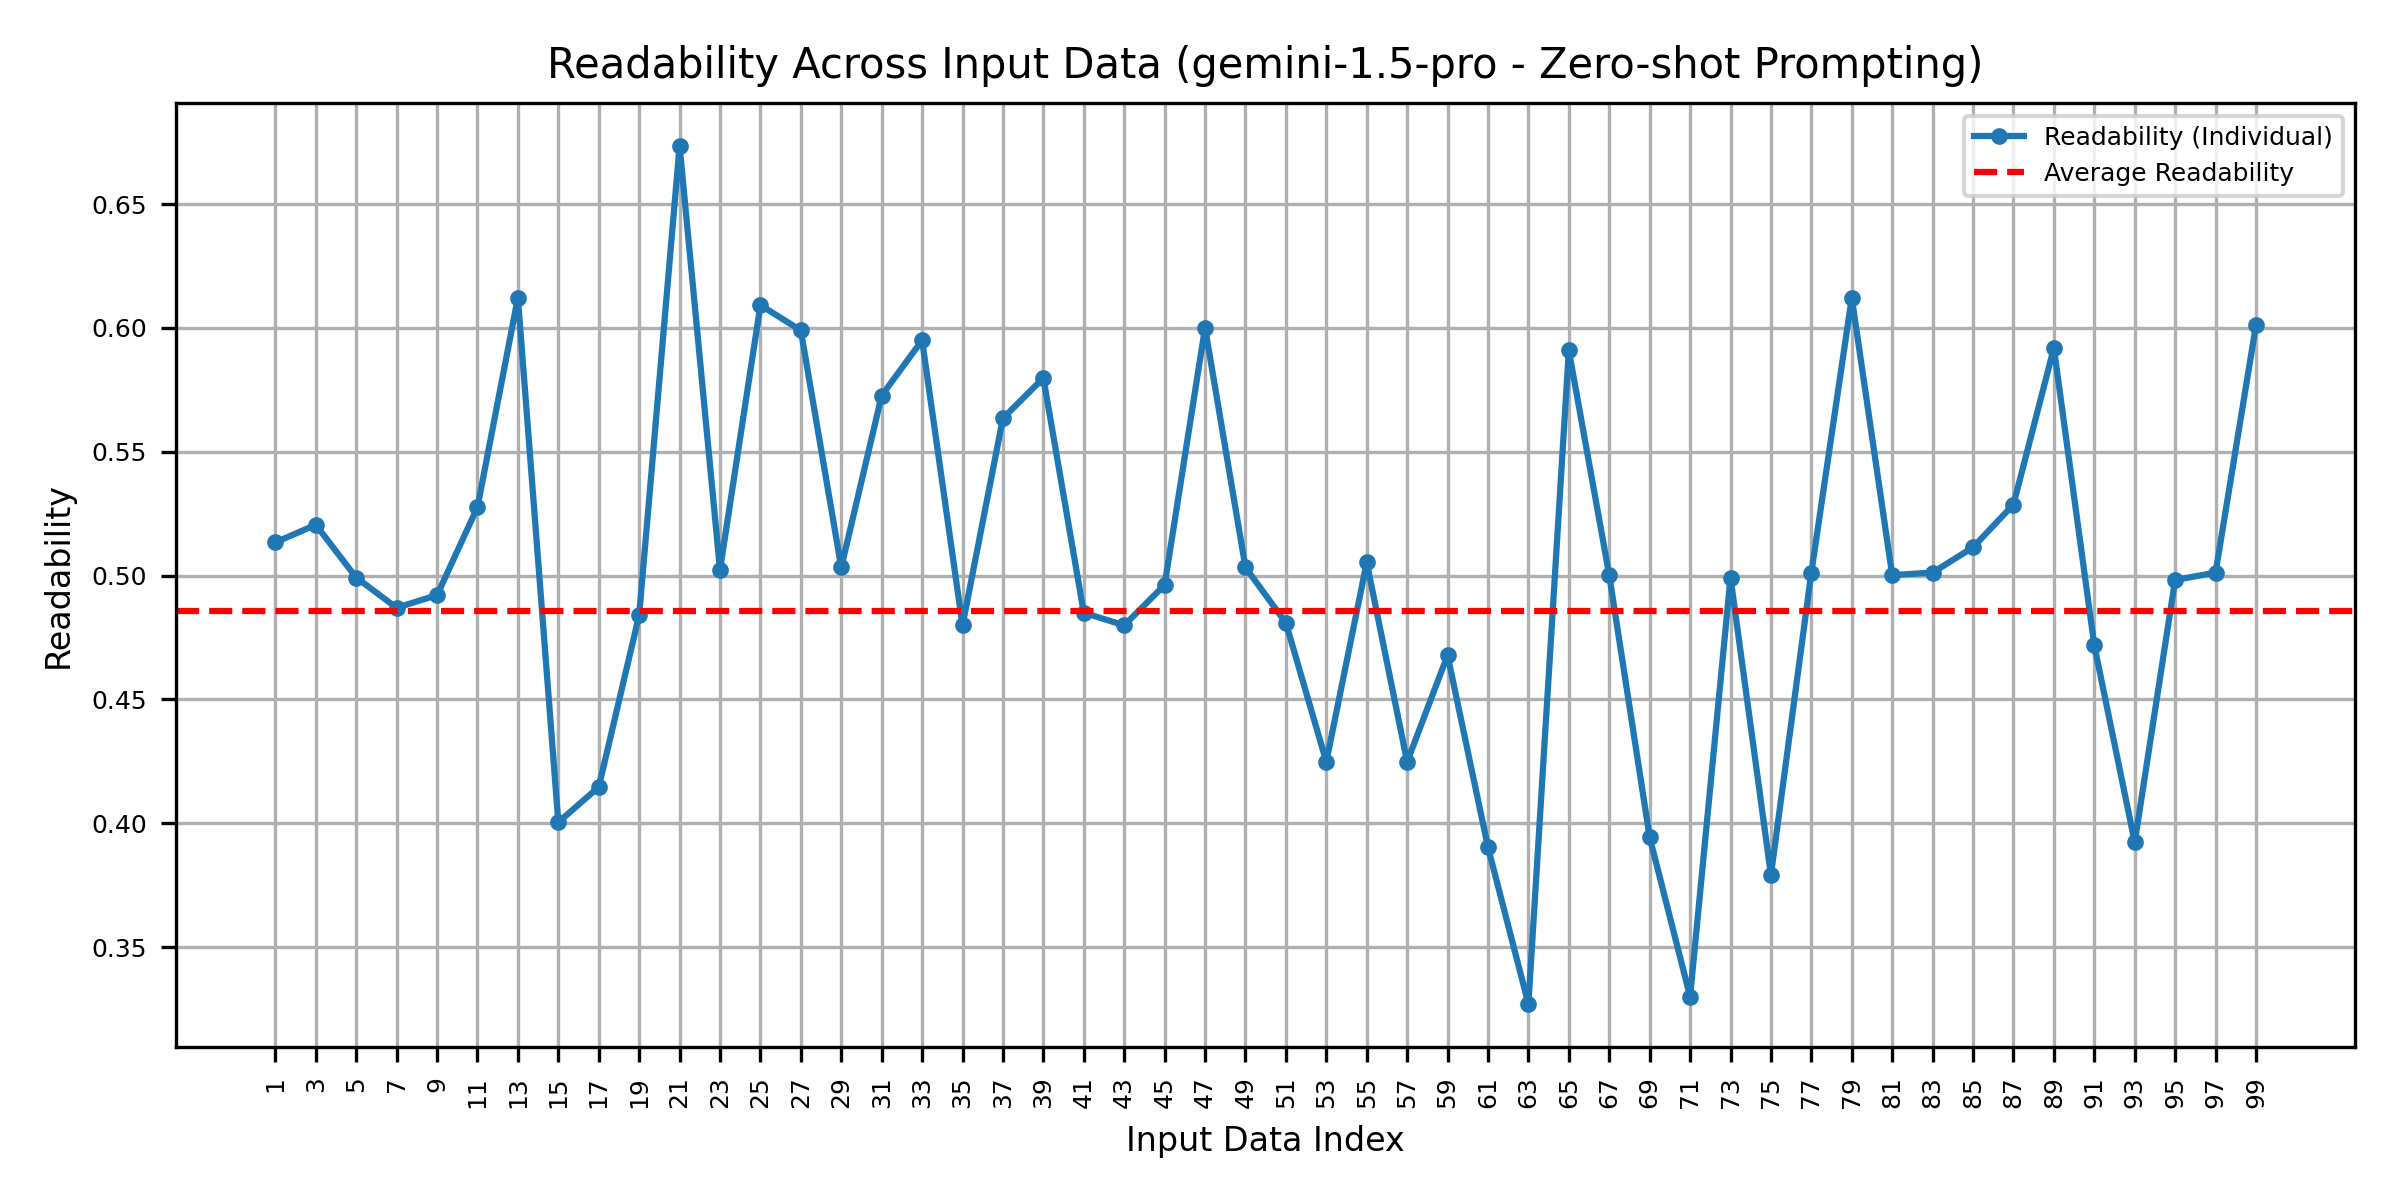 Readability Across Input Data (gemini-1.5-pro - Zero-shot Prompting)
Readability (Individual)
Average Readability
Readability
0.65
0.60
0.55
0.50
0.45
0.40
0.35
1 3 5 7 9 11 13 15 17 19 21 23 25 27 29 31 33 35 37 39 41 43 45 47 49 51 53 55 57 59 61 63 65 67 69 71 73 75 77 79 81 83 85 87 89 91 93 95 97 99
Input Data Index